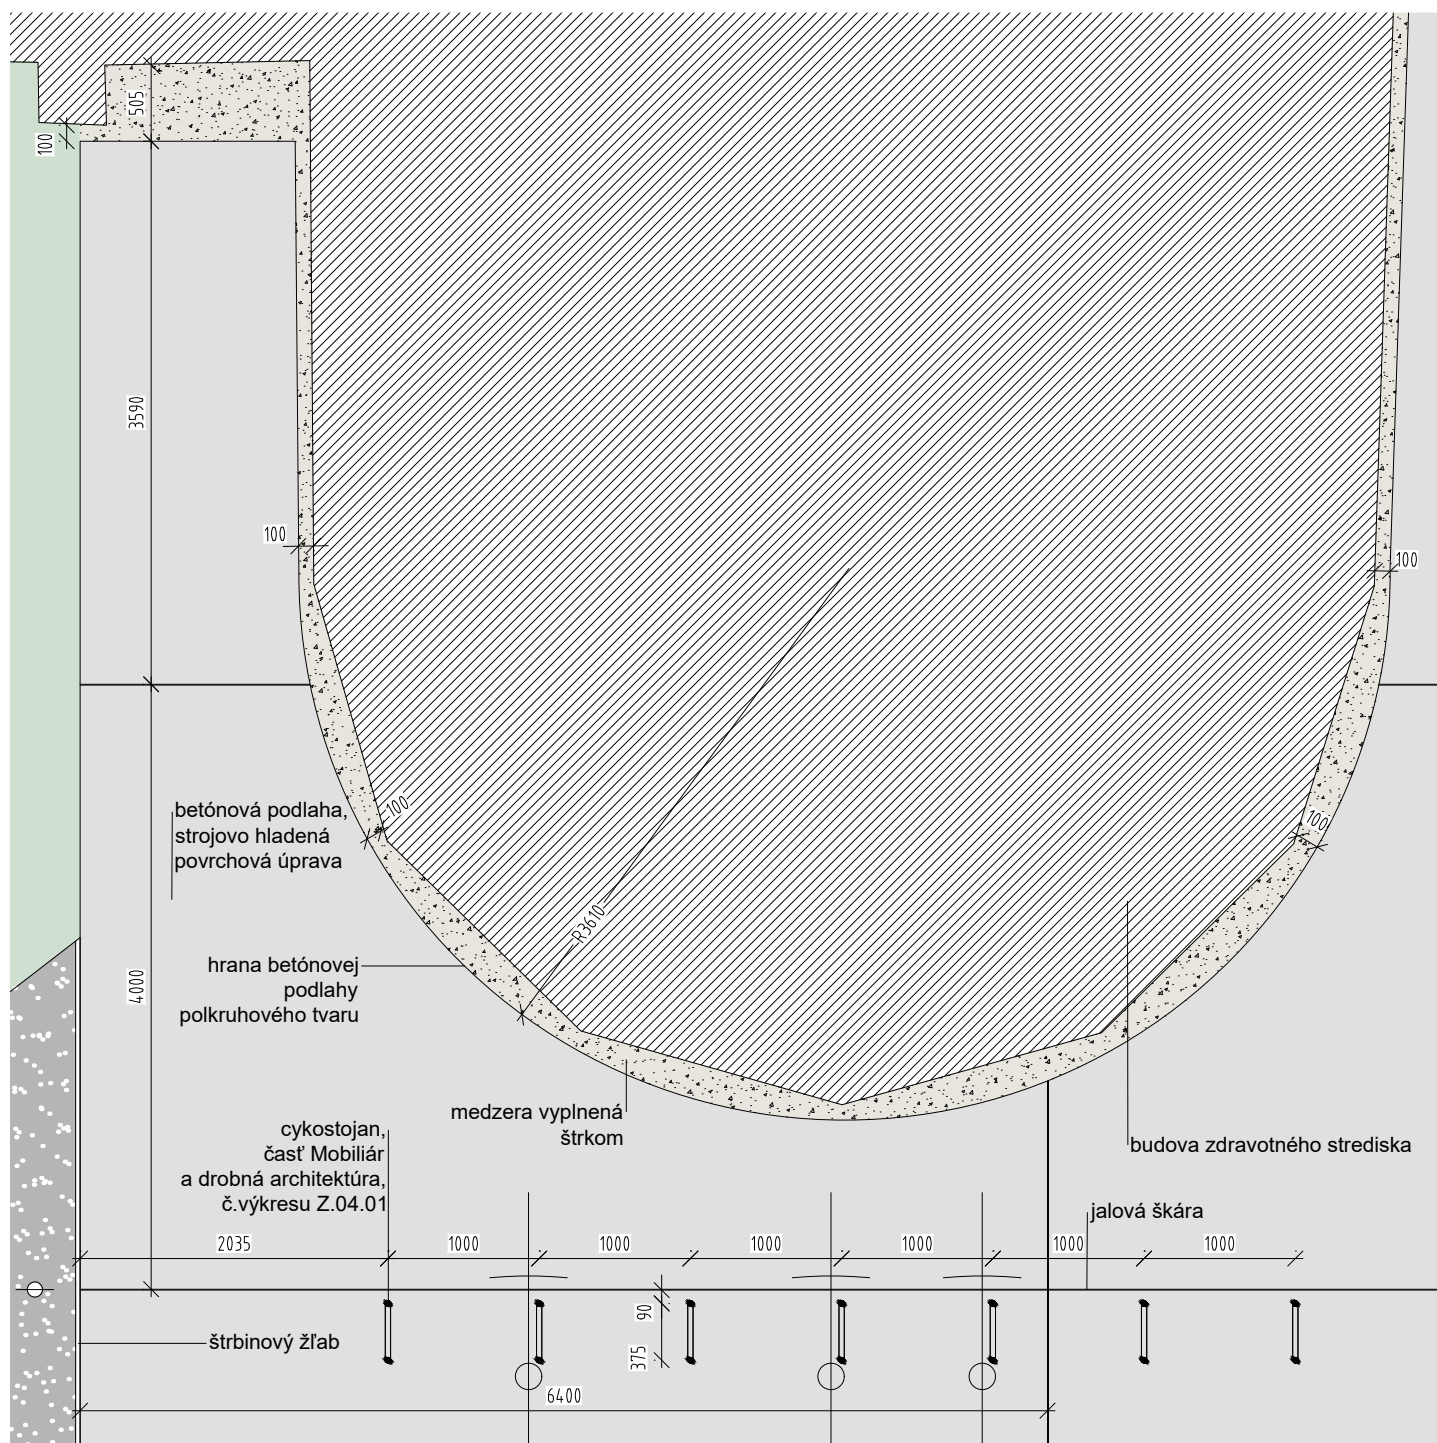 505
100
3590
100
100
betónová podlaha,
strojovo hladená
povrchová úprava
100
100
R3610
hrana betónovej
podlahy
polkruhového tvaru
4000
medzera vyplnená
štrkom
cykostojan,
časť Mobiliár
a drobná architektúra,
č.výkresu Z.04.01
budova zdravotného strediska
jalová škára
2035
1000
1000
1000
1000
1000
1000
90
375
štrbinový žľab
6400